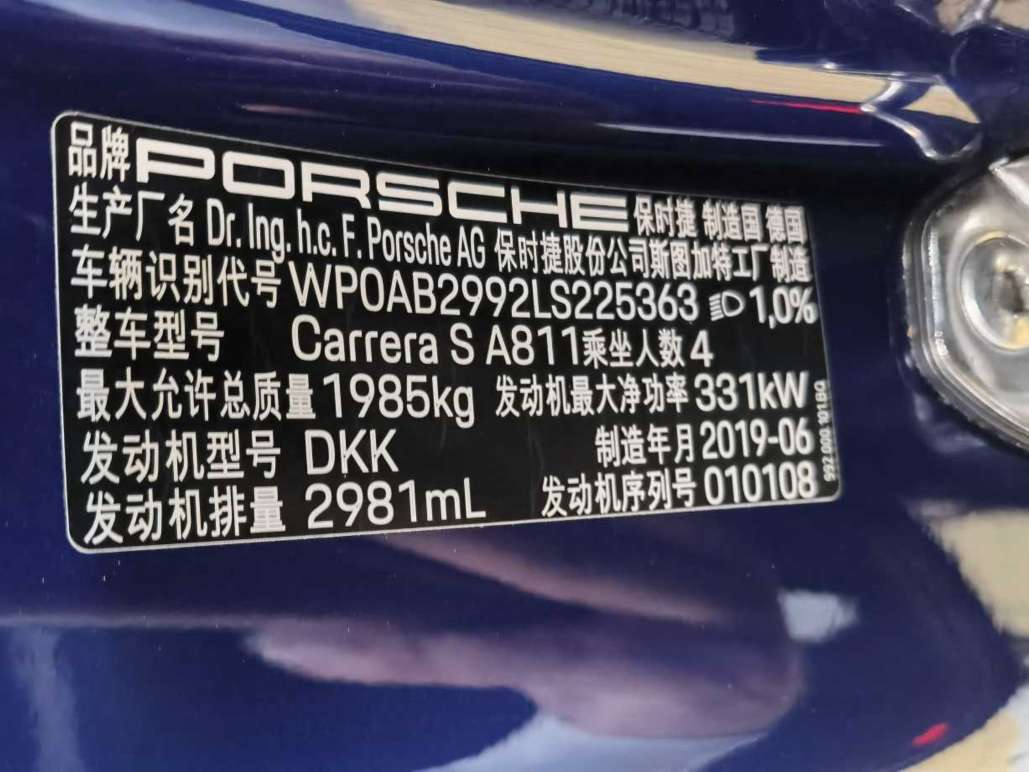 品牌 PORSCHE 保时捷 制造国 德国
生产厂名 Dr. Ing. h.c. F. Porsche AG 保时捷股份公司斯图加特工厂制造
车辆识别代号 WP0AB2992LS225363 1,0%
整车型号 Carrera S A811 乘坐人数 4
最大允许总质量 1985kg 发动机最大净功率 331kW
发动机型号 DKK 制造年月 2019-06
发动机排量 2981mL 发动机序列号 010108
992.000.101.BQ